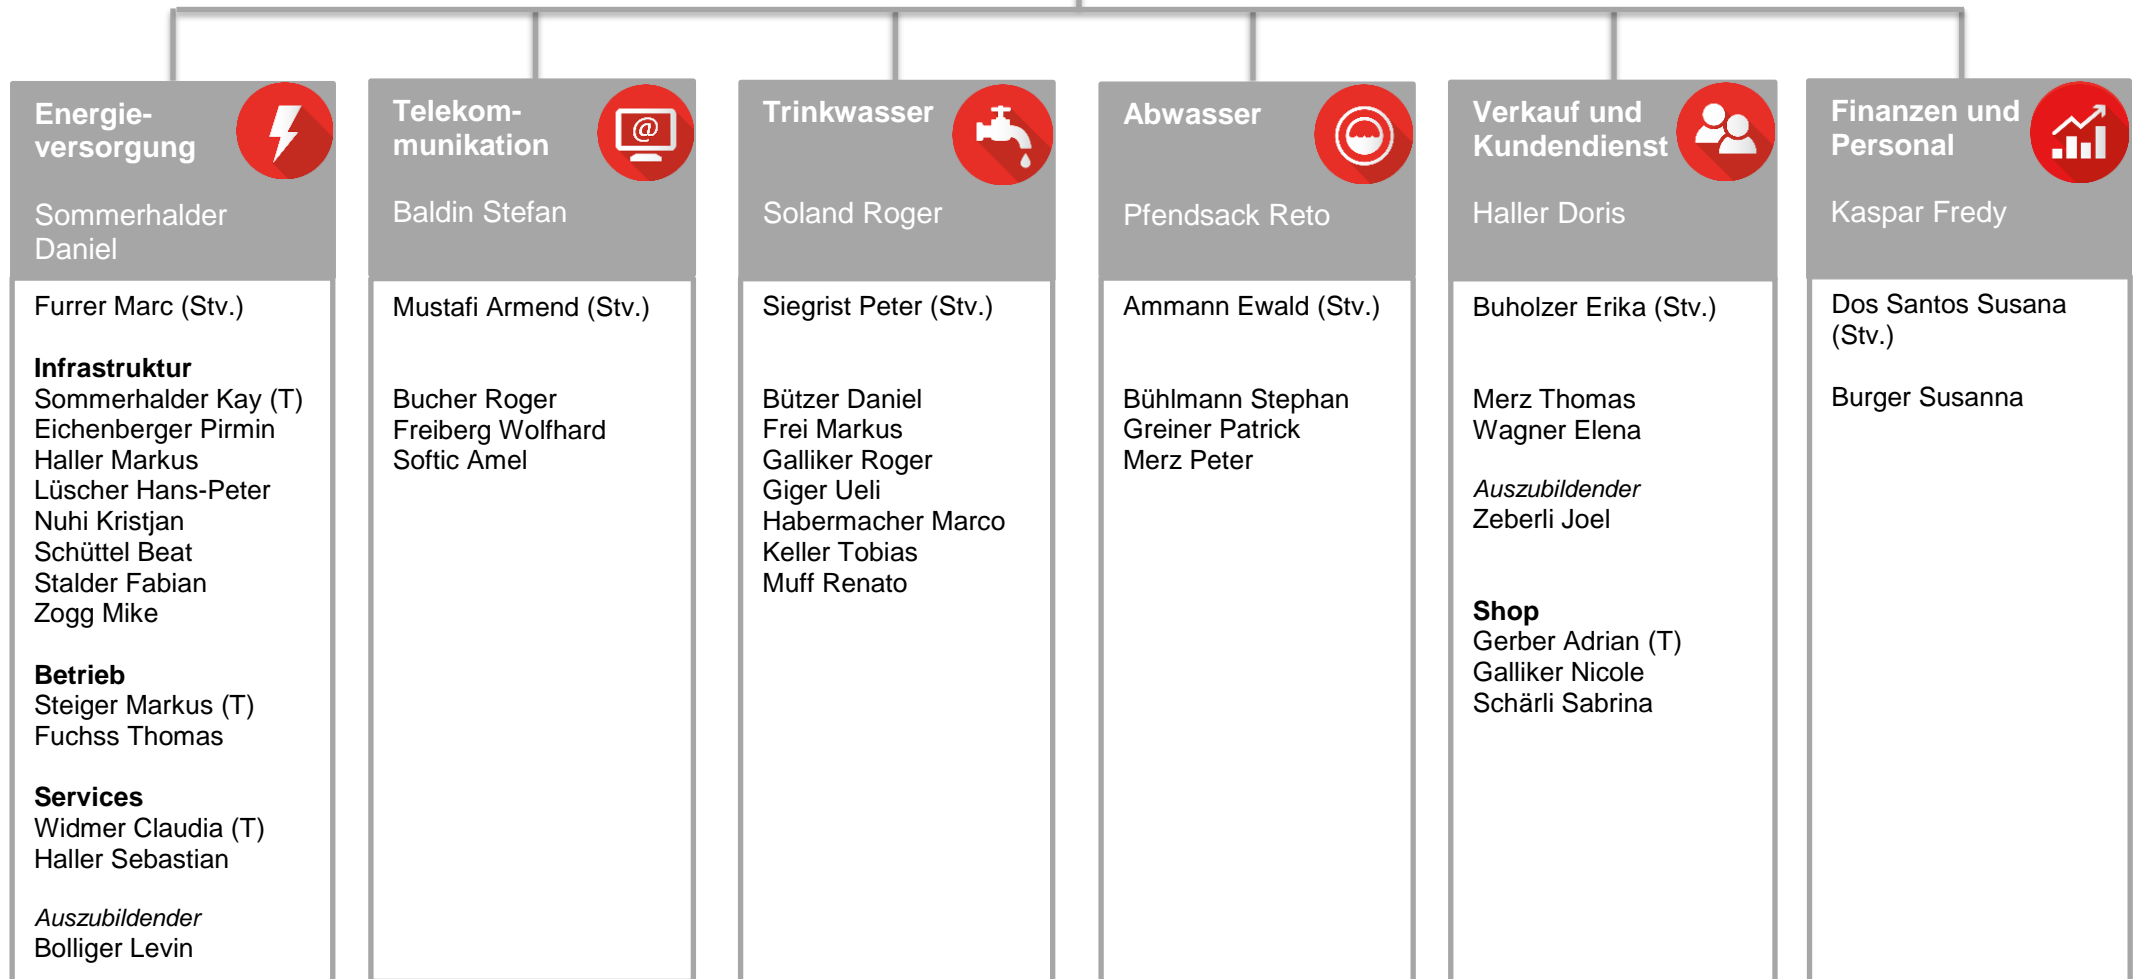 Energie-
versorgung
Sommerhalder
Daniel
Furrer Marc (Stv.)
Infrastruktur
Sommerhalder Kay (T)
Eichenberger Pirmin
Haller Markus
Lüscher Hans-Peter
Nuhi Kristjan
Schüttel Beat
Stalder Fabian
Zogg Mike
Betrieb
Steiger Markus (T)
Fuchss Thomas
Services
Widmer Claudia (T)
Haller Sebastian
Auszubildender
Bolliger Levin
Telekom-
munikation
@
Baldin Stefan
Mustafi Armend (Stv.)
Bucher Roger
Freiberg Wolfhard
Softic Amel
Trinkwasser
Soland Roger
Siegrist Peter (Stv.)
Bützer Daniel
Frei Markus
Galliker Roger
Giger Ueli
Habermacher Marco
Keller Tobias
Muff Renato
Abwasser
Pfendsack Reto
Ammann Ewald (Stv.)
Bühlmann Stephan
Greiner Patrick
Merz Peter
Verkauf und
Kundendienst
Haller Doris
Buholzer Erika (Stv.)
Merz Thomas
Wagner Elena
Auszubildender
Zeberli Joel
Shop
Gerber Adrian (T)
Galliker Nicole
Schärli Sabrina
Finanzen und
Personal
Kaspar Fredy
Dos Santos Susana
(Stv.)
Burger Susanna